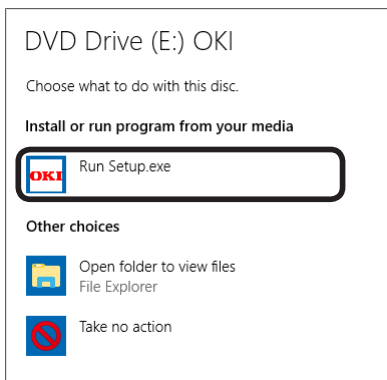 DVD Drive (E:) OKI
Choose what to do with this disc.
Install or run program from your media
OKI
Run Setup.exe
Other choices
Open folder to view files
File Explorer
Take no action